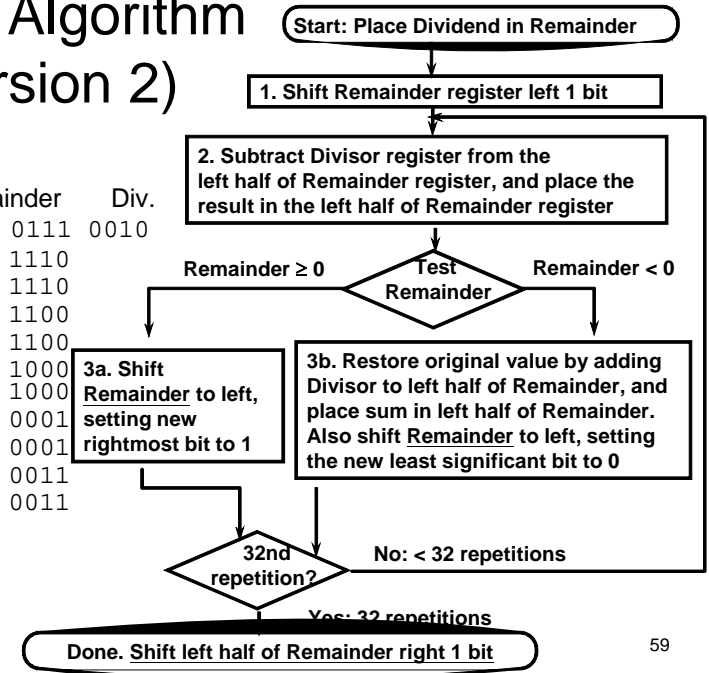 Algorithm
rsion 2)
Start: Place Dividend in Remainder
1. Shift Remainder register left 1 bit
2. Subtract Divisor register from the
left half of Remainder register, and place the
result in the left half of Remainder register
ainder Div.
0111 0010
1110
1110
1100
1100
1000
1000
0001
0001
0011
0011
Remainder ≥ 0
Test
Remainder
Remainder < 0
3a. Shift
Remainder to left,
setting new
rightmost bit to 1
3b. Restore original value by adding
Divisor to left half of Remainder, and
place sum in left half of Remainder.
Also shift Remainder to left, setting
the new least significant bit to 0
32nd
repetition?
No: < 32 repetitions
Yes: 32 repetitions
Done. Shift left half of Remainder right 1 bit
59